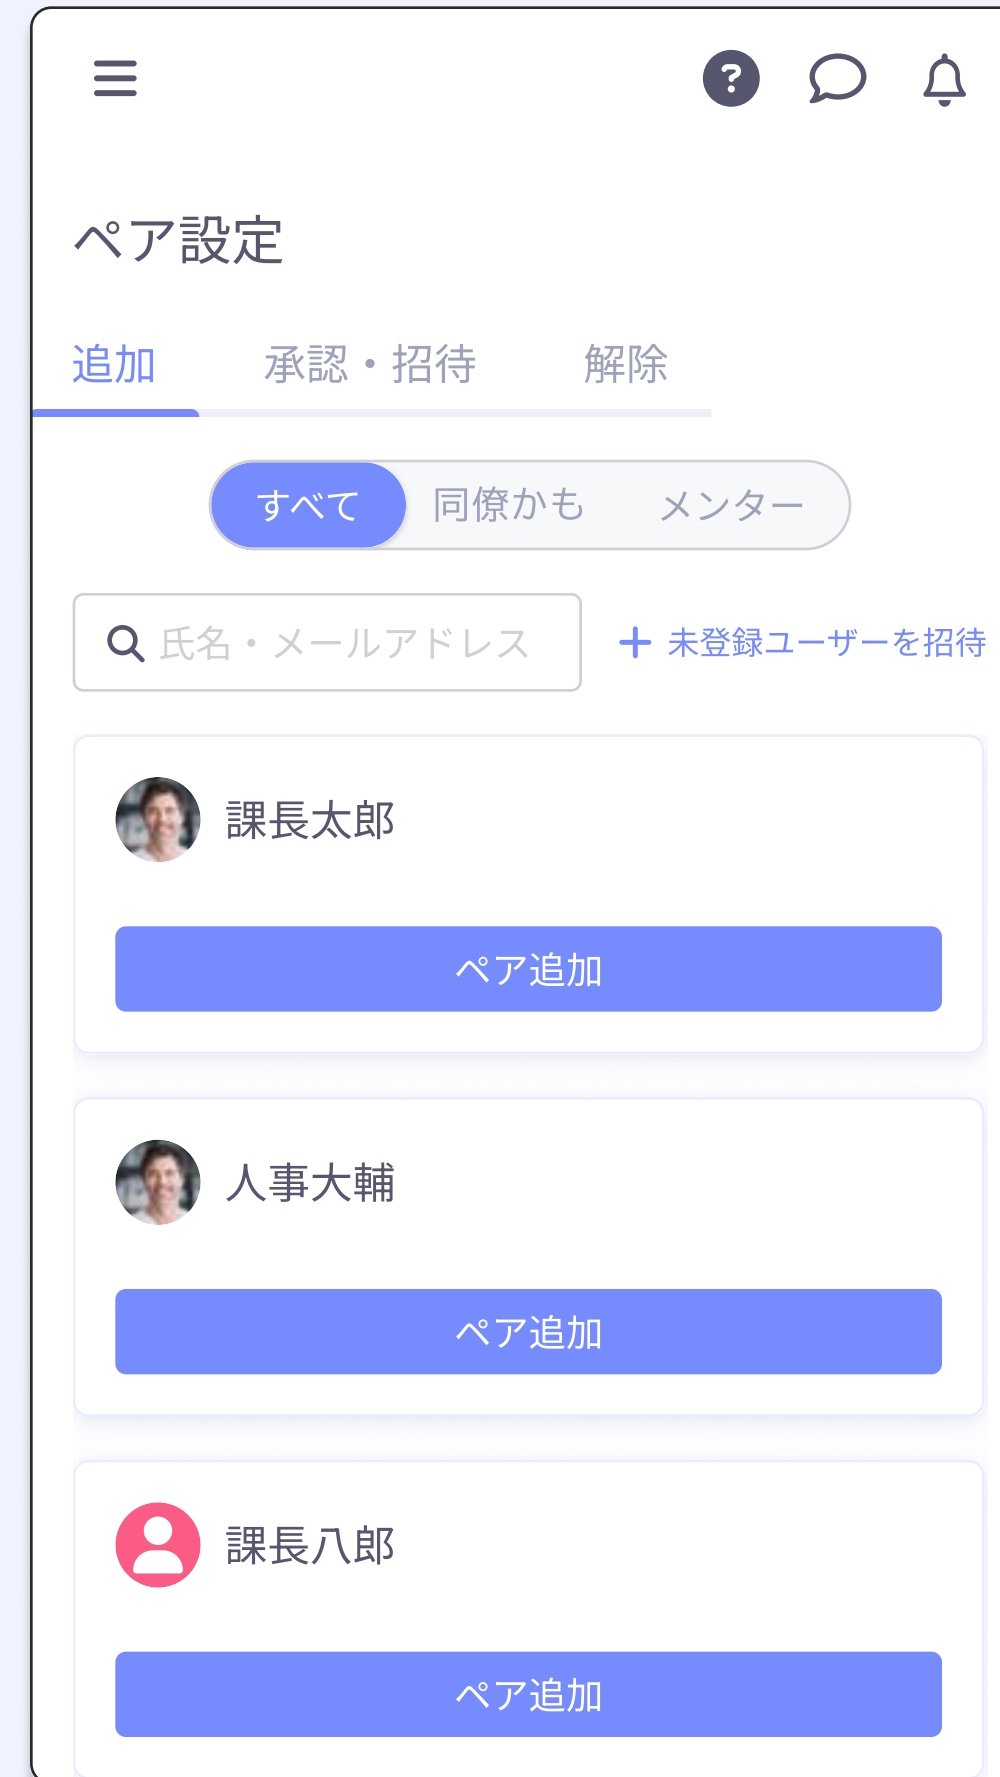 ペア設定
追加 承認・招待 解除
すべて 同僚かも メンター
氏名・メールアドレス + 未登録ユーザーを招待
課長太郎
ペア追加
人事大輔
ペア追加
課長八郎
ペア追加